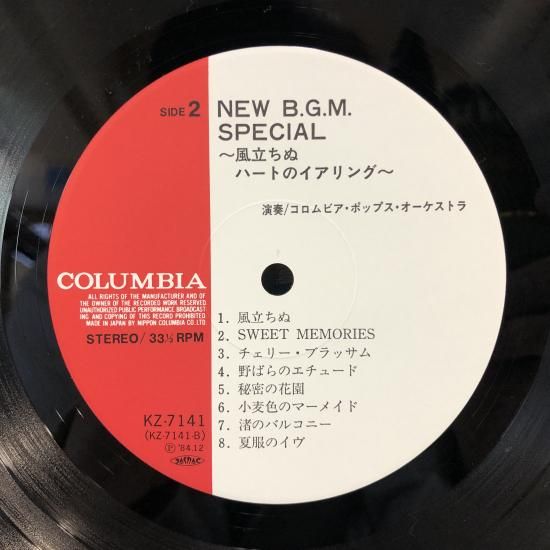 SIDE 2
NEW B.G.M.
SPECIAL
〜風立ちぬ
ハートのイアリング〜
演奏/コロムビア・ポップス・オーケストラ
COLUMBIA
ALL RIGHTS OF THE MANUFACTURER AND OF
THE OWNER OF THE RECORDED WORK RESERVED
UNAUTHORIZED PUBLIC PERFORMANCE BROADCAST-
ING AND COPYING OF THIS RECORD PROHIBITED
MADE IN JAPAN BY NIPPON COLUMBIA CO. LTD.
STEREO/33⅓RPM
1. 風立ちぬ
2. SWEET MEMORIES
3. チェリー・ブラッサム
4. 野ばらのエチュード
5. 秘密の花園
6. 小麦色のマーメイド
7. 渚のバルコニー
8. 夏服のイヴ
KZ-7141
(KZ-7141-B)
Ⓟ '84.12
JASRAC